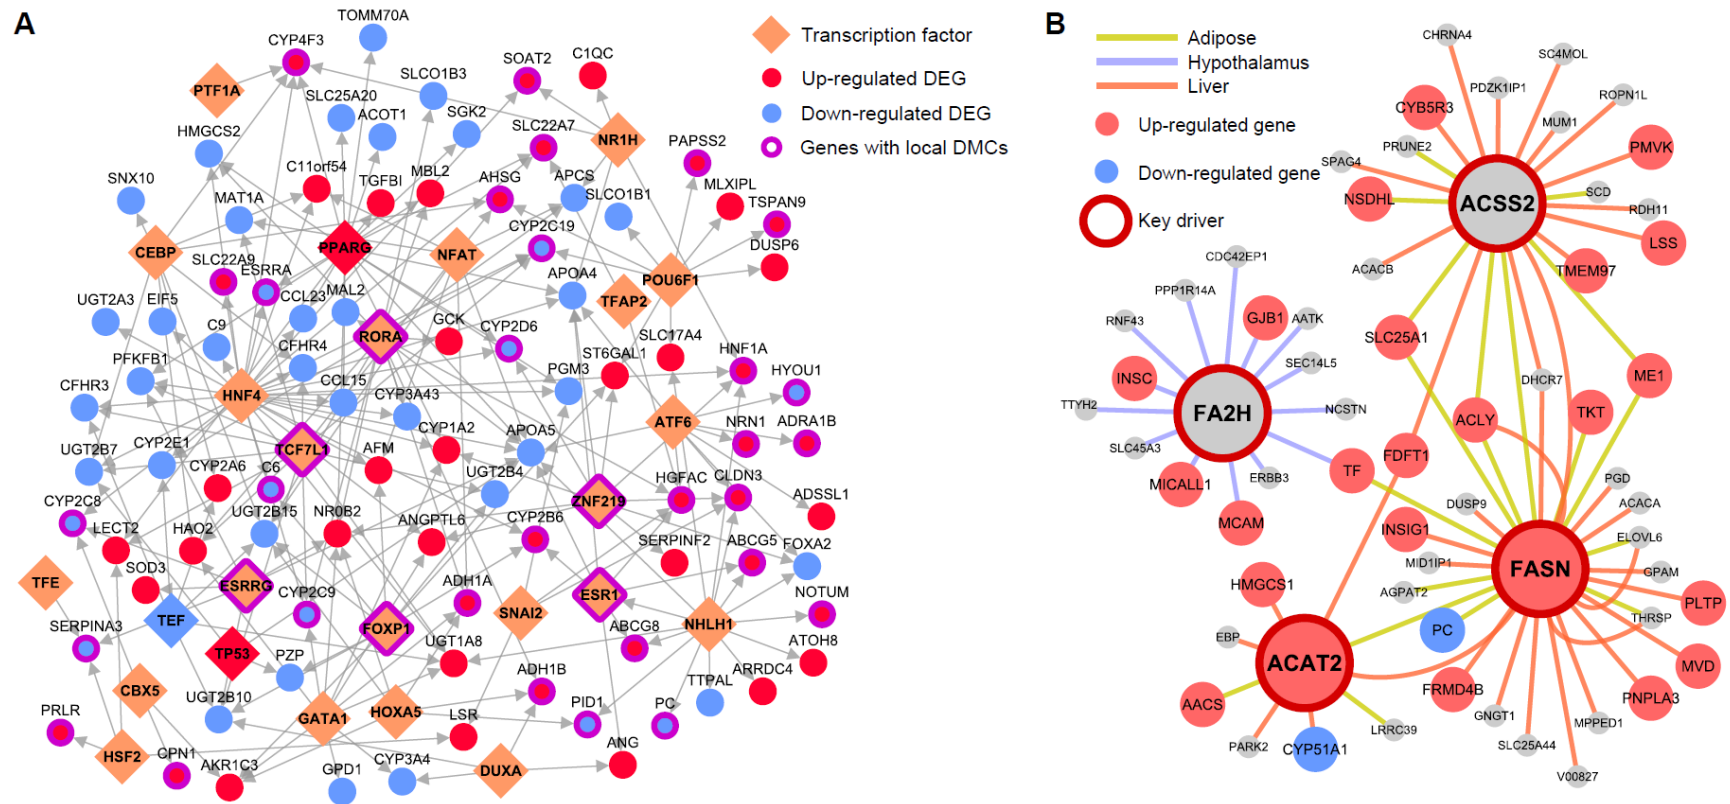 A
TOMM70A
CYP4F3
SOAT2
C1QC
Transcription factor
Up-regulated DEG
Down-regulated DEG
Genes with local DMCs
PTF1A
SLCO1B3
SLC25A20
ACOT1
SGK2
HMGCS2
SLC22A7
NR1H
PAPSS2
C11orf54
TGFBI
MBL2
AHSG
APCS
SLCO1B1
MLXIPL
TSPAN9
SNX10
MAT1A
CYP2C19
DUSP6
CEBP
PPARG
NFAT
SLC22A9
ESRRA
CCL23
MAL2
APOA4
TFAP2
POU6F1
UGT2A3
EIF5
C9
RORA
GCK
CYP2D6
SLC17A4
ST6GAL1
HNF1A
PFKFB1
CFHR4
PGM3
HYOU1
CFHR3
HNF4
CCL15
CYP3A43
ATF6
NRN1
ADRA1B
UGT2B7
CYP2E1
TCF7L1
AFM
CYP1A2
APOA5
UGT2B4
HGFAC
CLDN3
CYP2A6
C6
ZNF219
ADSSL1
CYP2C8
UGT2B15
NR0B2
ANGPTL6
CYP2B6
LECT2
HAO2
SERPINF2
ABCG5
FOXA2
TFE
SOD3
ESRRG
CYP2C9
ADH1A
SNAI2
ESR1
NOTUM
SERPINA3
TEF
FOXP1
NHLH1
ABCG8
TP53
PZP
UGT1A8
ATOH8
ARRDC4
CBX5
UGT2B10
ADH1B
TTPAL
PRLR
GATA1
HOXA5
LSR
PID1
PC
HSF2
CPN1
AKR1C3
GPD1
CYP3A4
DUXA
ANG
B
Adipose
Hypothalamus
Liver
Up-regulated gene
Down-regulated gene
Key driver
CHRNA4
SC4MOL
PDZK1IP1
ROPN1L
CYB5R3
MUM1
PRUNE2
PMVK
SPAG4
NSDHL
ACSS2
SCD
RDH11
LSS
ACACB
TMEM97
CDC42EP1
PPP1R14A
RNF43
GJB1
AATK
SLC25A1
SEC14L5
INSC
DHCR7
ME1
TTYH2
FA2H
NCSTN
ACLY
TKT
SLC45A3
TF
FDFT1
MICALL1
ERBB3
PGD
DUSP9
ACACA
MCAM
INSIG1
ELOVL6
MID1IP1
FASN
GPAM
HMGCS1
AGPAT2
PLTP
THRSP
PC
EBP
ACAT2
MVD
AACS
FRMD4B
PNPLA3
GNGT1
MPPED1
LRRC39
PARK2
CYP51A1
SLC25A44
V00827